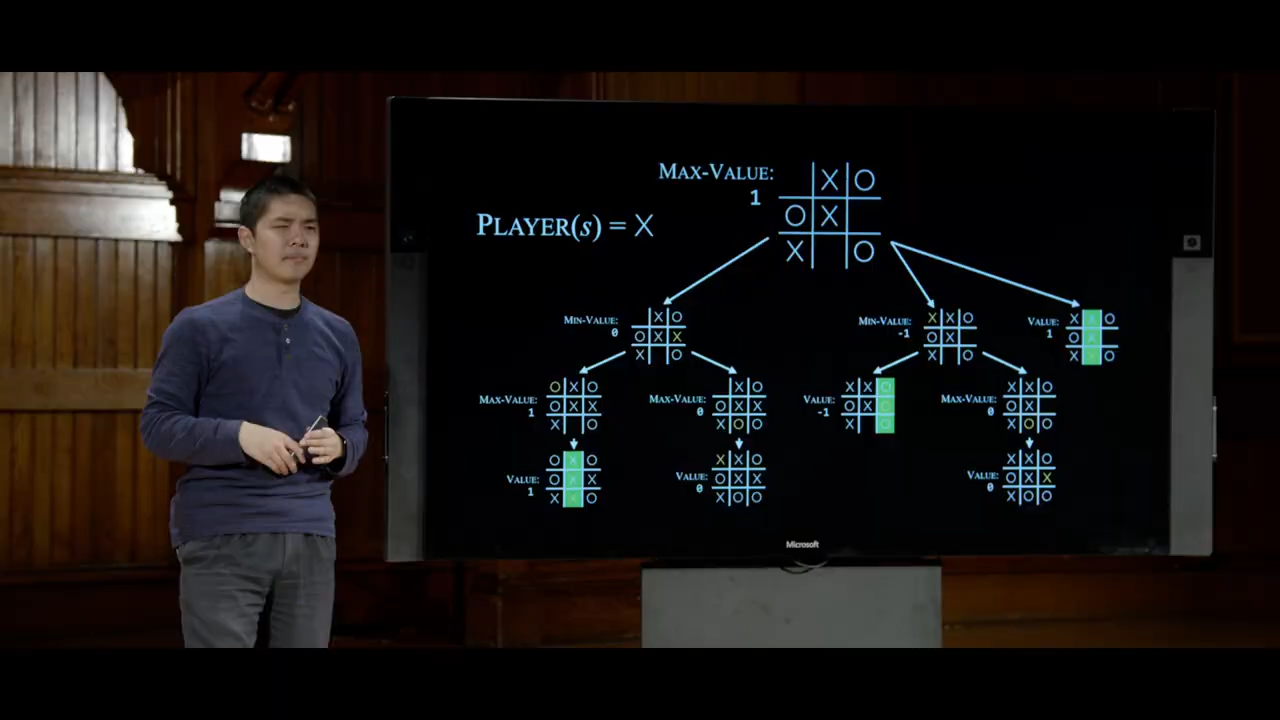 MAX-VALUE:
1
X O
O X
X O
PLAYER(s) = X
MIN-VALUE:
0
X O
O X X
X O
MIN-VALUE:
-1
X X O
O X
X O
VALUE:
1
X X O
O X
X X O
MAX-VALUE:
1
O X O
O X X
X O
MAX-VALUE:
0
X O
O X X
X O O
VALUE:
-1
X X O
O X O
X O
MAX-VALUE:
0
X X O
O X
X O O
VALUE:
1
O X O
O X X
X X O
VALUE:
0
X X O
O X X
X O O
VALUE:
0
X X O
O X X
X O O
Microsoft